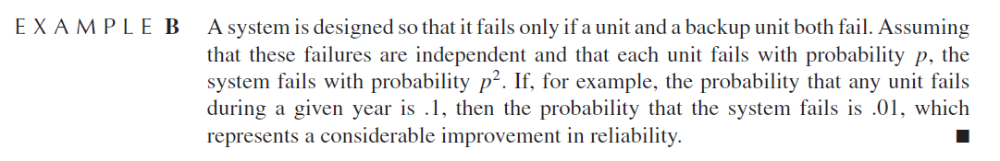 EXAMPLE B A system is designed so that it fails only if a unit and a backup unit both fail. Assuming
that these failures are independent and that each unit fails with probability p, the
system fails with probability p². If, for example, the probability that any unit fails
during a given year is .1, then the probability that the system fails is .01, which
represents a considerable improvement in reliability. ■